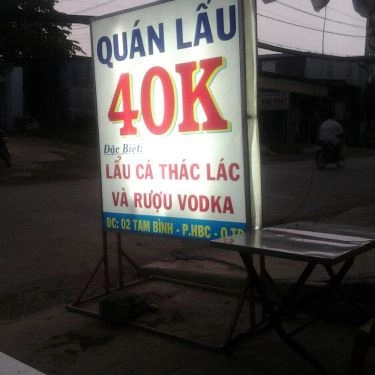 QUÁN LẨU
40K
Đặc Biệt:
LẨU CÁ THÁC LÁC
VÀ RƯỢU VODKA
ĐC: 02 TAM BÌNH - P.HBC - Q.TĐ